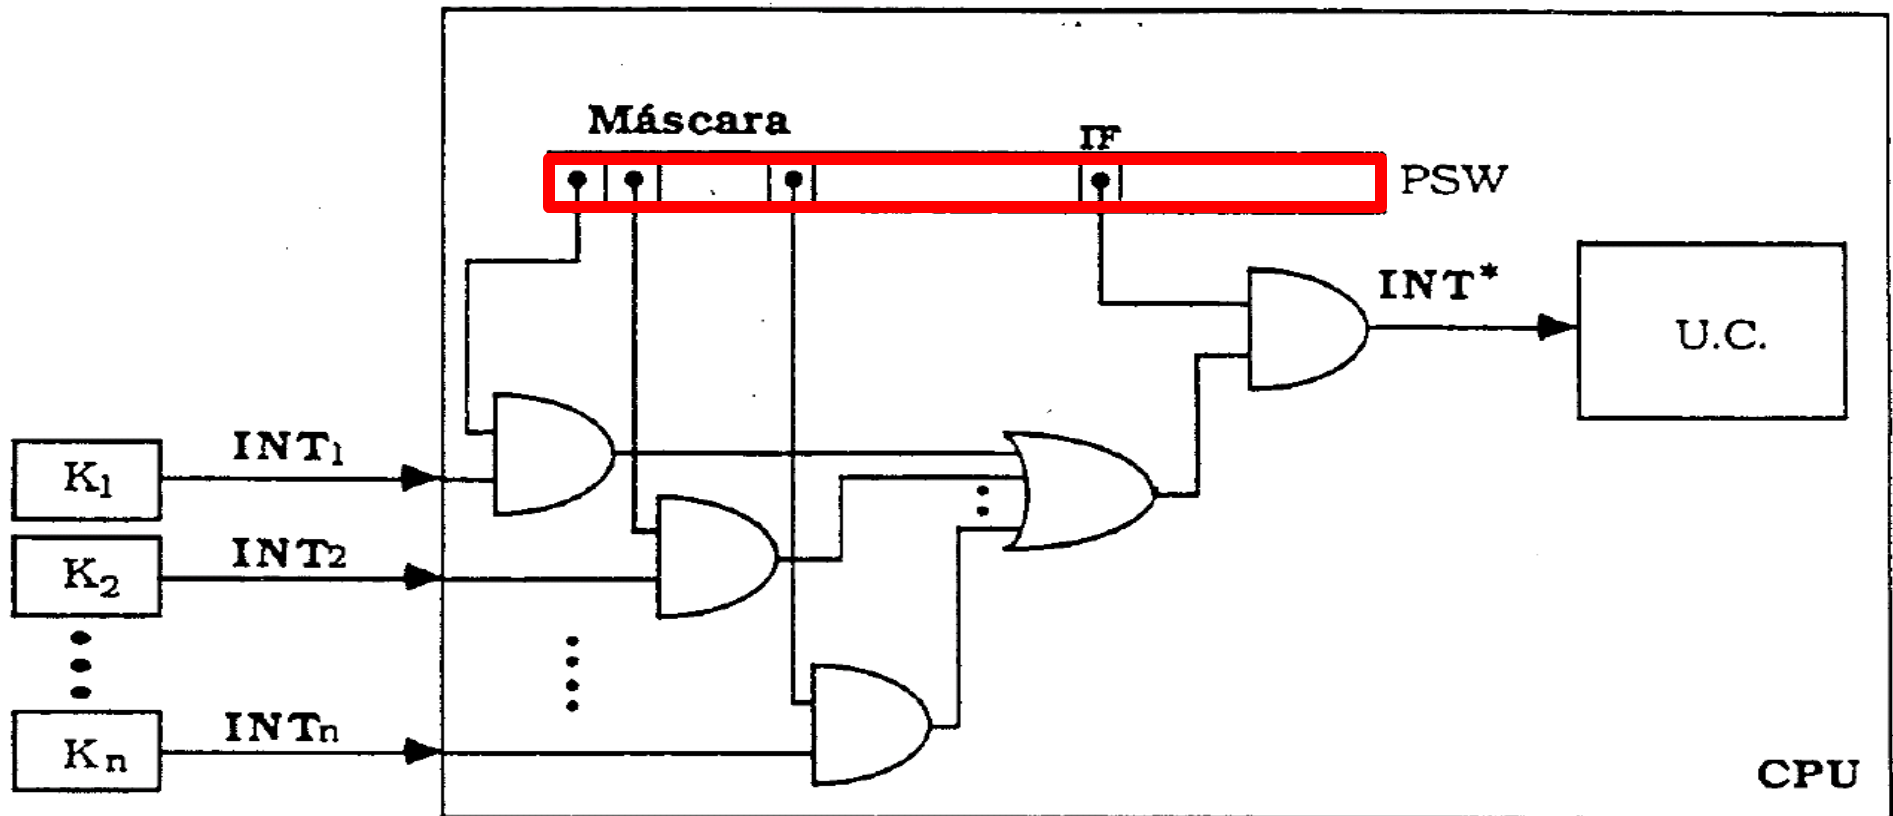 Máscara
IF
PSW
INT*
U.C.
K1
INT1
K2
INT2
Kn
INTn
CPU